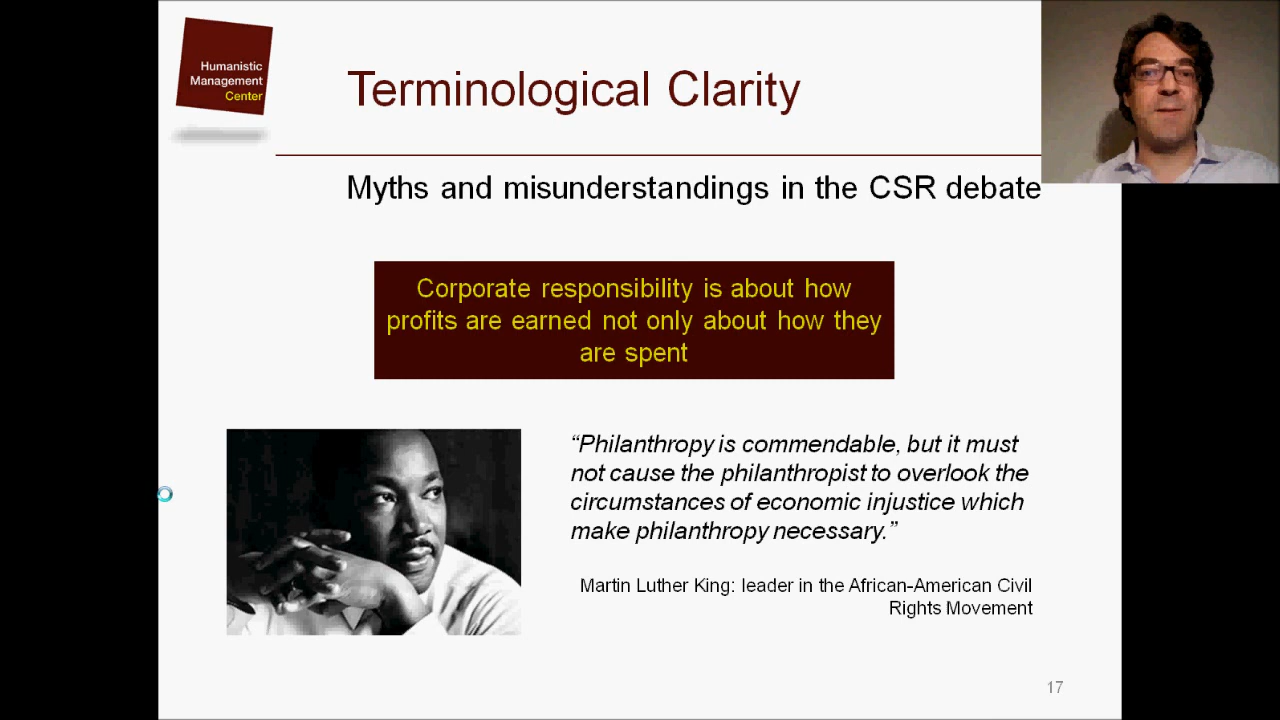 Humanistic
Management
Center
Terminological Clarity
Myths and misunderstandings in the CSR debate
Corporate responsibility is about how
profits are earned not only about how they
are spent
“Philanthropy is commendable, but it must
not cause the philanthropist to overlook the
circumstances of economic injustice which
make philanthropy necessary.”
Martin Luther King: leader in the African-American Civil
Rights Movement
17